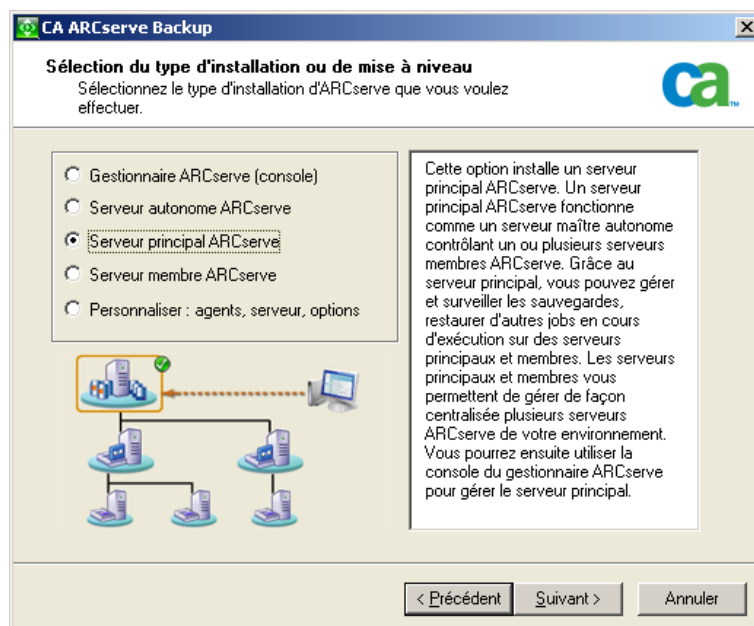 CA ARCserve Backup
Sélection du type d'installation ou de mise à niveau
Sélectionnez le type d'installation d'ARCserve que vous voulez
effectuer.
ca
TM
Gestionnaire ARCserve (console)
Serveur autonome ARCserve
Serveur principal ARCserve
Serveur membre ARCserve
Personnaliser : agents, serveur, options
Cette option installe un serveur
principal ARCserve. Un serveur
principal ARCserve fonctionne
comme un serveur maître autonome
contrôlant un ou plusieurs serveurs
membres ARCserve. Grâce au
serveur principal, vous pouvez gérer
et surveiller les sauvegardes,
restaurer d'autres jobs en cours
d'exécution sur des serveurs
principaux et membres. Les serveurs
principaux et membres vous
permettent de gérer de façon
centralisée plusieurs serveurs
ARCserve de votre environnement.
Vous pourrez ensuite utiliser la
console du gestionnaire ARCserve
pour gérer le serveur principal.
< Précédent
Suivant >
Annuler